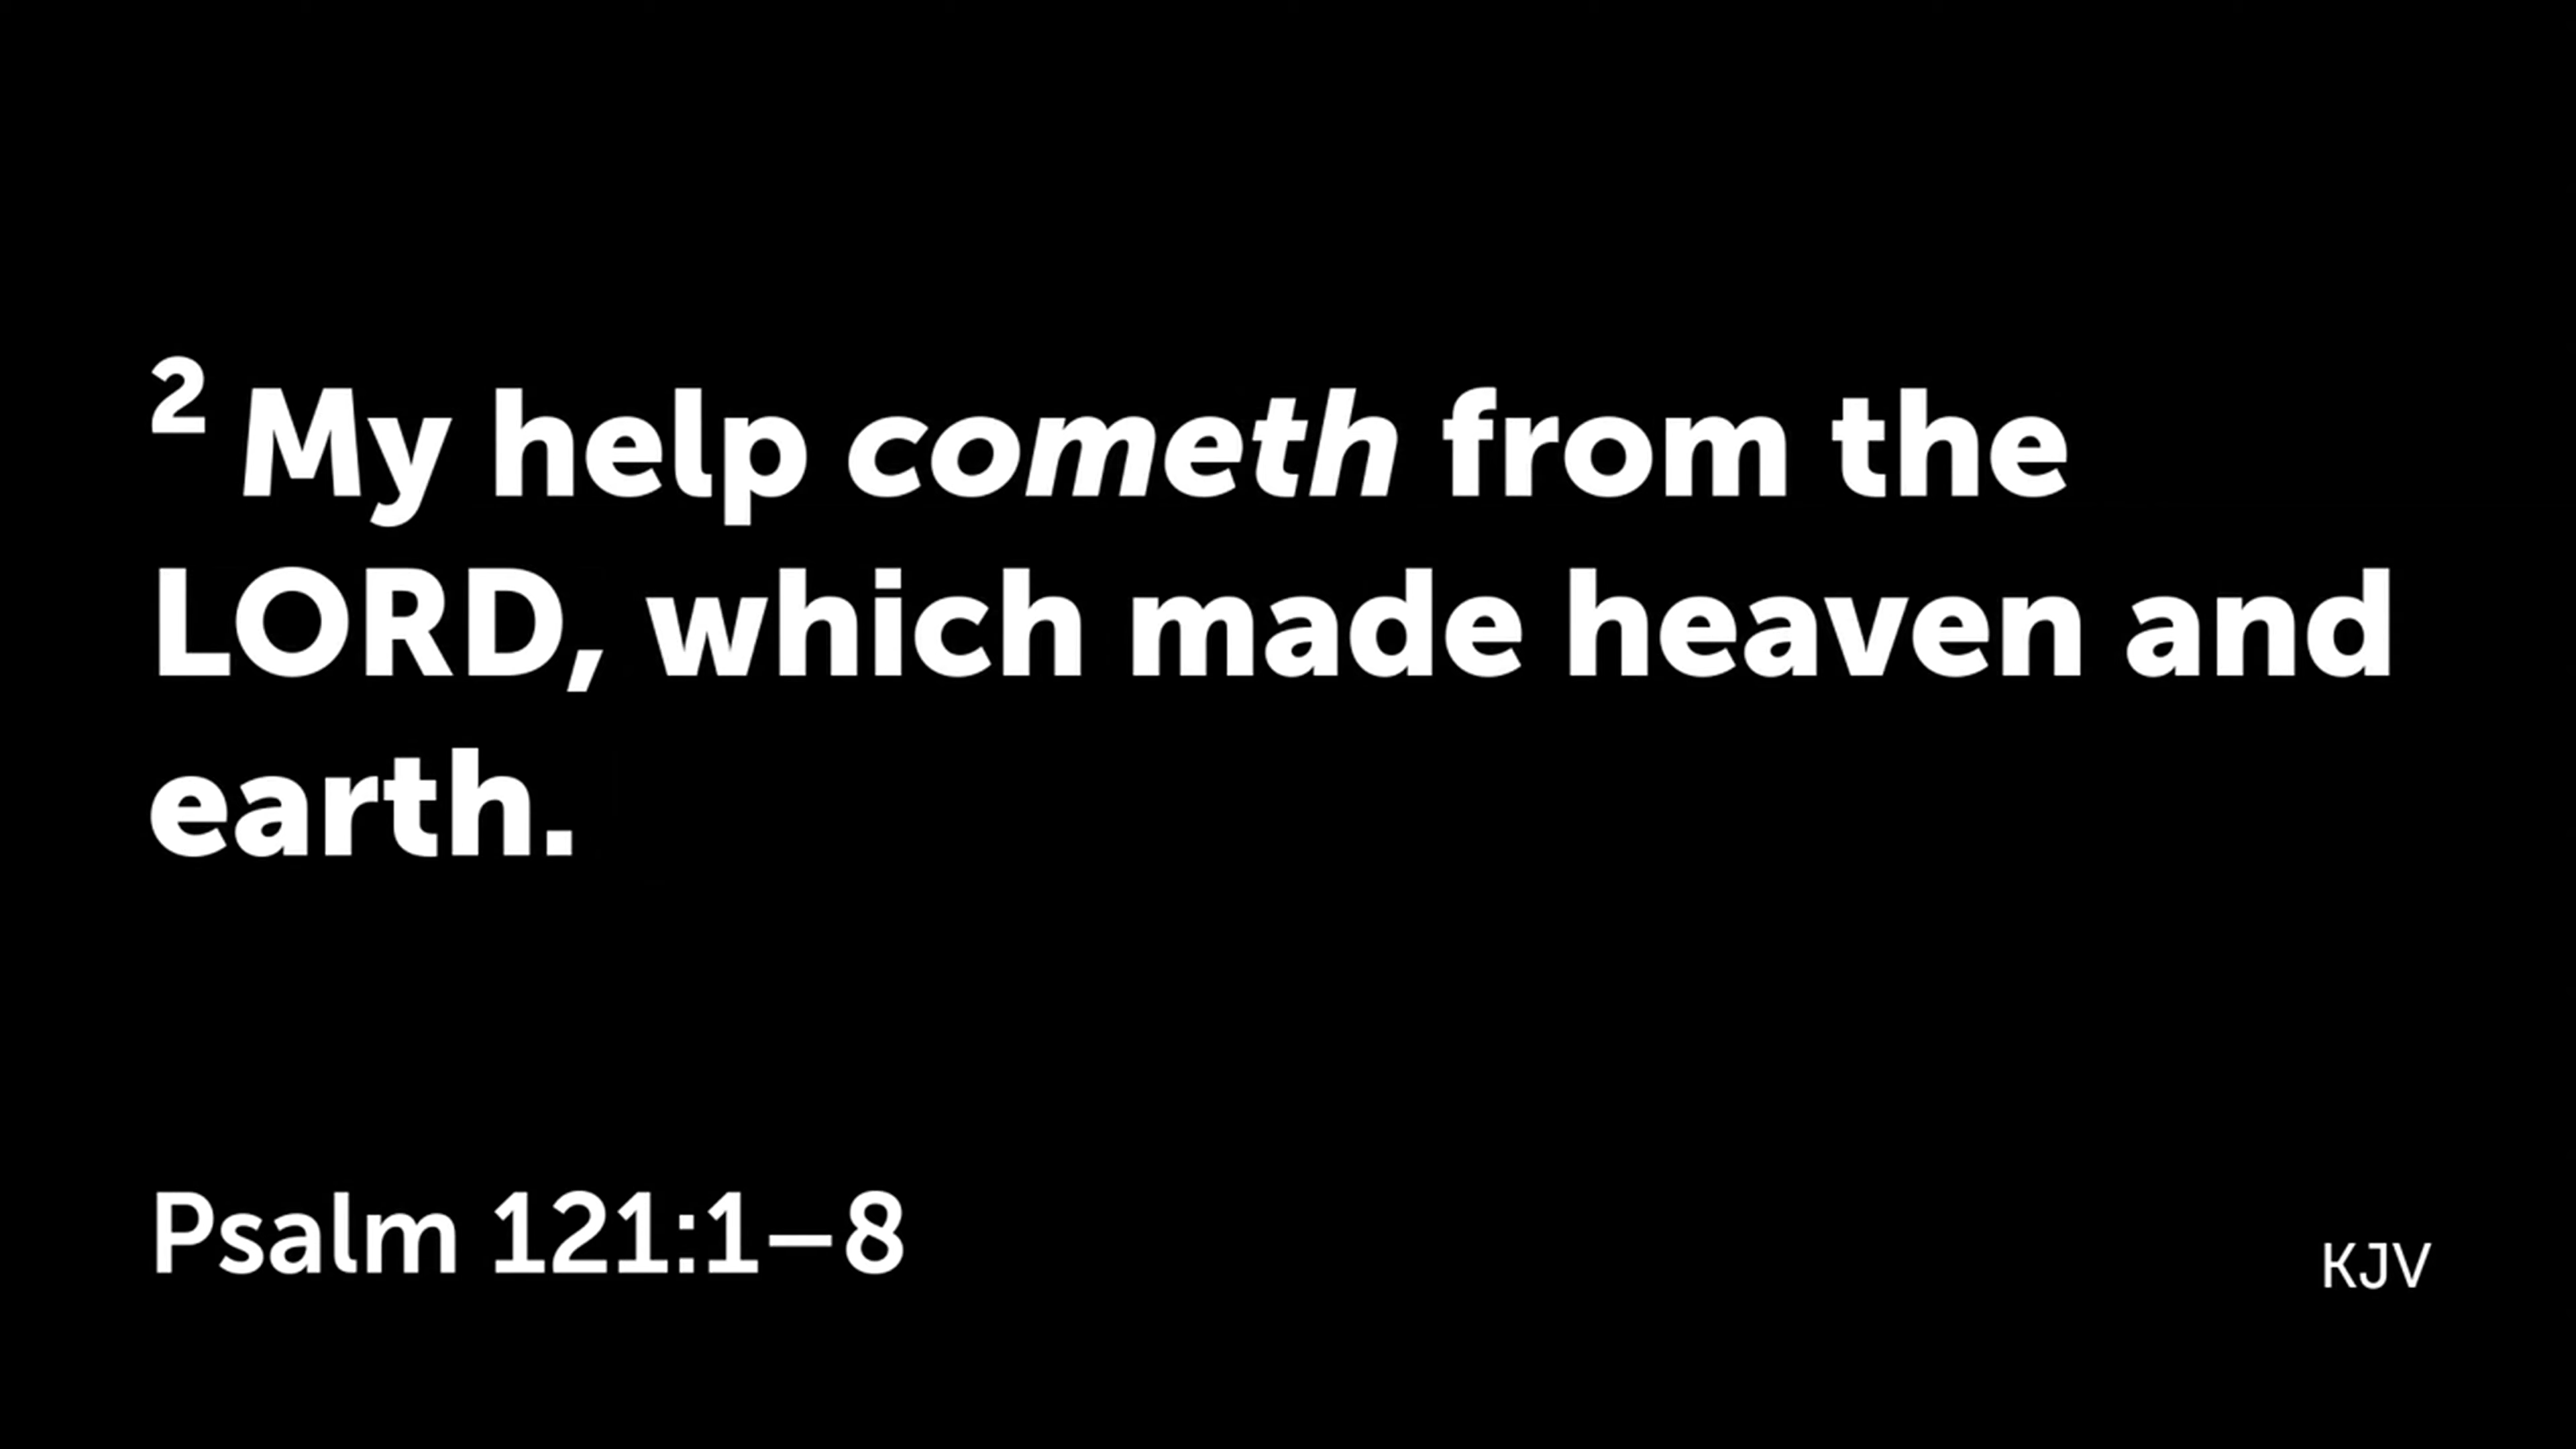 2 My help cometh from the
LORD, which made heaven and
earth.
Psalm 121:1–8
KJV